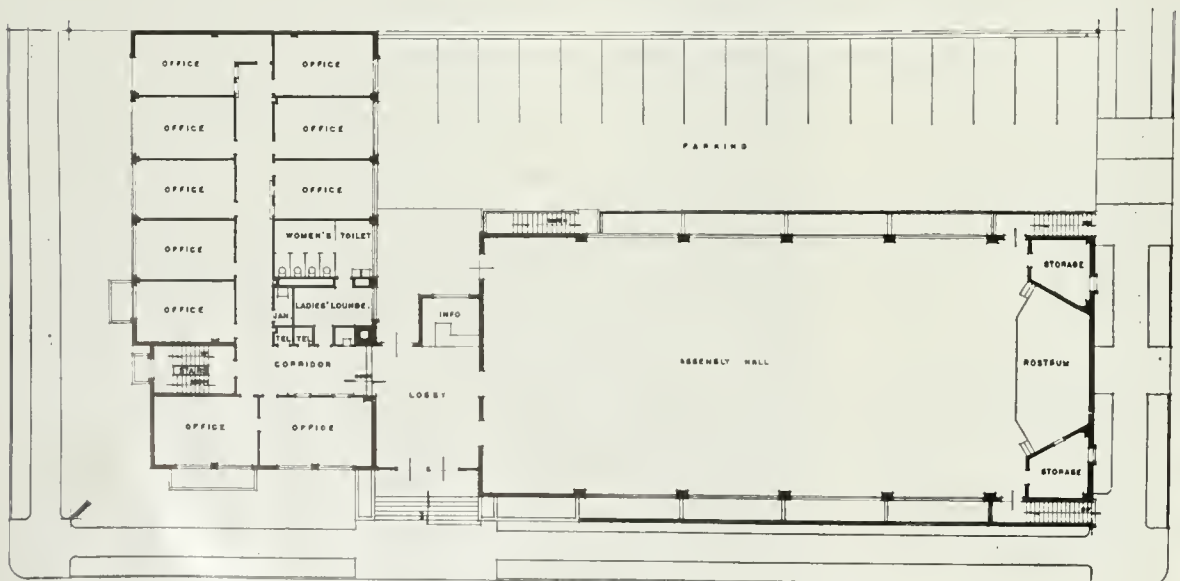 OFFICE OFFICE
OFFICE OFFICE
PARKING
OFFICE OFFICE
OFFICE
WOMEN'S TOILET
STORAGE
OFFICE
JAN.
LADIES' LOUNGE.
INFO
TEL TEL
CORRIDOR
STAIRS
ASSEMBLY HALL
ROSTRUM
LOBBY
OFFICE OFFICE
STORAGE